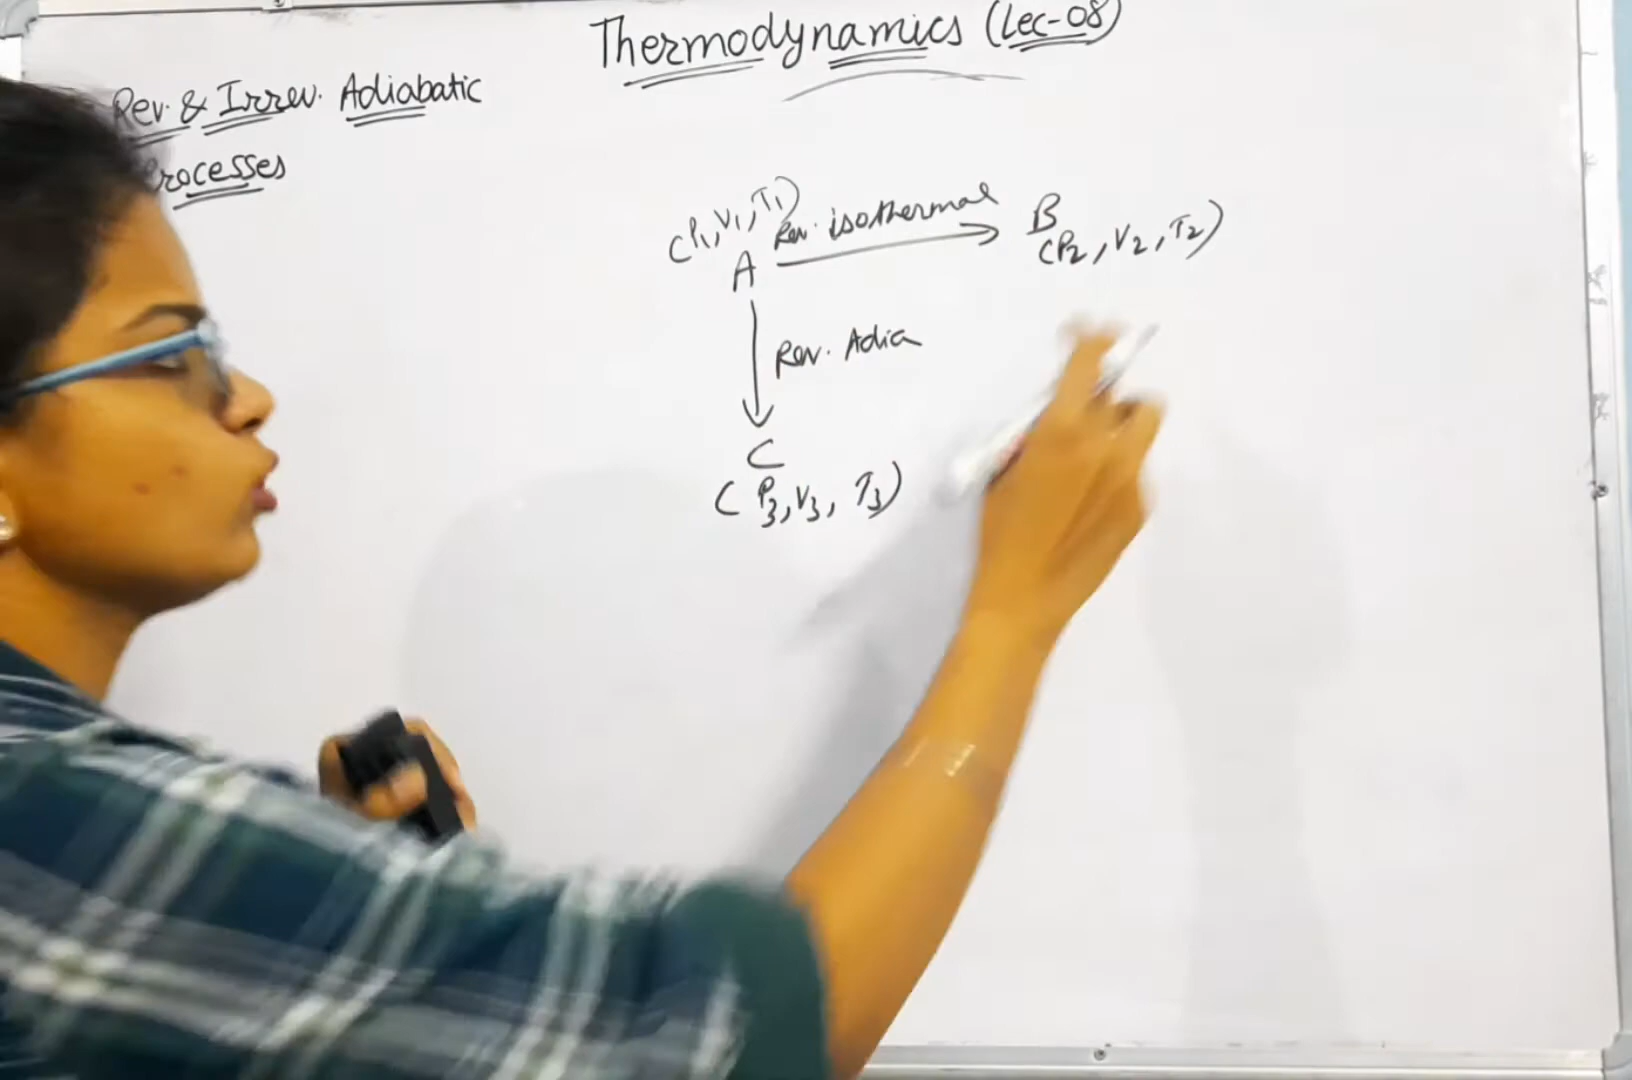 Thermodynamics (Lec-08)
Rev. & Irrev. Adiabatic
Processes
(P1, V1, T1)
Rev. isothermal
A
B
(P2, V2, T2)
Rev. Adia
C
(P3, V3, T3)